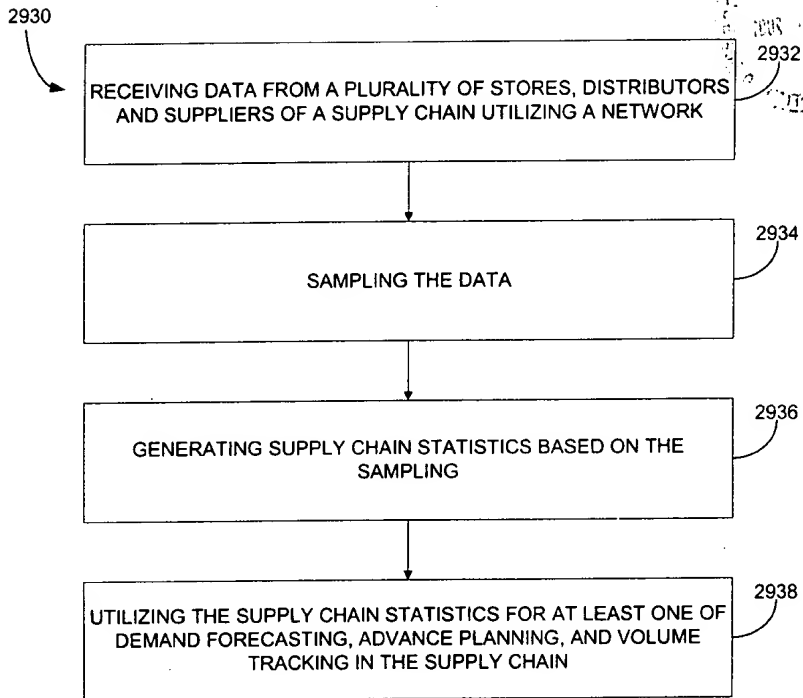 2930
2932
RECEIVING DATA FROM A PLURALITY OF STORES, DISTRIBUTORS
AND SUPPLIERS OF A SUPPLY CHAIN UTILIZING A NETWORK
2934
SAMPLING THE DATA
2936
GENERATING SUPPLY CHAIN STATISTICS BASED ON THE
SAMPLING
2938
UTILIZING THE SUPPLY CHAIN STATISTICS FOR AT LEAST ONE OF
DEMAND FORECASTING, ADVANCE PLANNING, AND VOLUME
TRACKING IN THE SUPPLY CHAIN